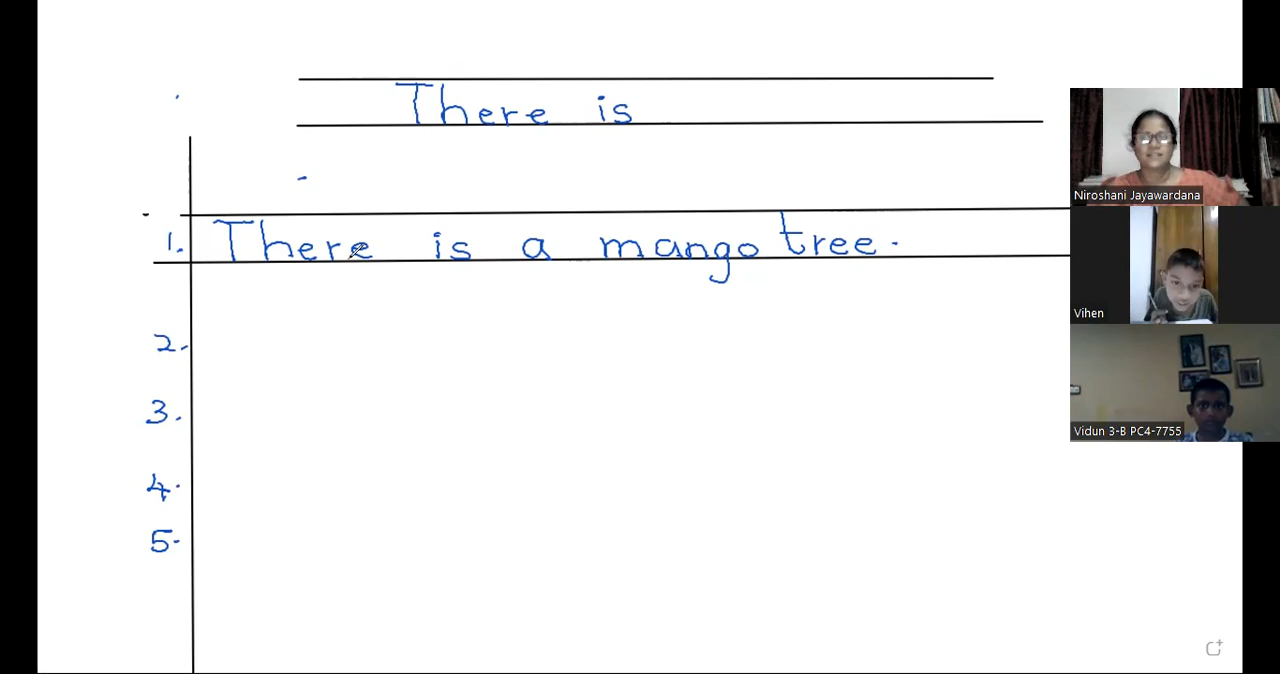 There is
1. There is a mango tree.
2.
3.
4.
5.
Niroshani Jayawardana
Vihen
Vidun 3-B PC4-7755